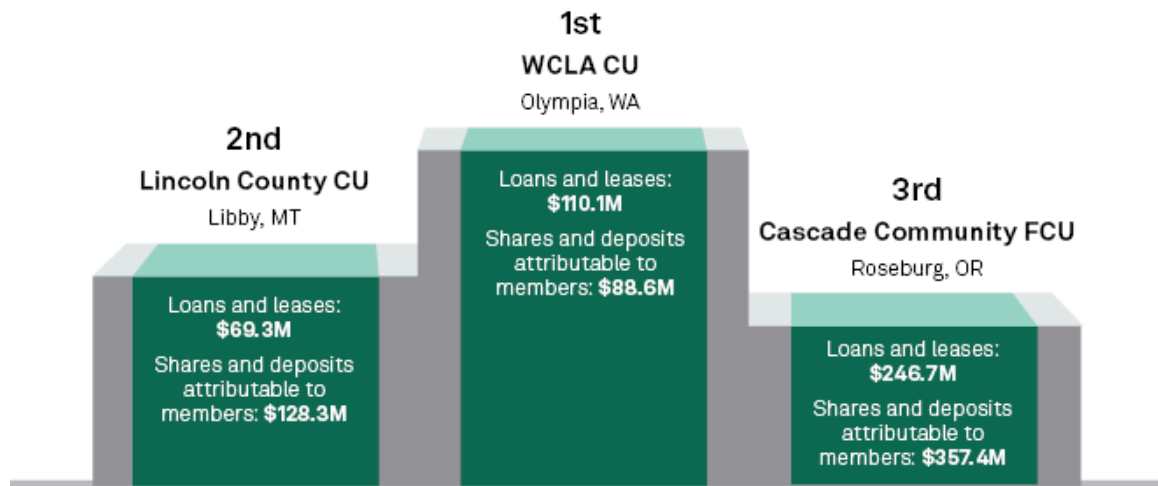 1st
WCLA CU
Olympia, WA
Loans and leases:
$110.1M
Shares and deposits
attributable to
members: $88.6M
2nd
Lincoln County CU
Libby, MT
Loans and leases:
$69.3M
Shares and deposits
attributable to
members: $128.3M
3rd
Cascade Community FCU
Roseburg, OR
Loans and leases:
$246.7M
Shares and deposits
attributable to
members: $357.4M